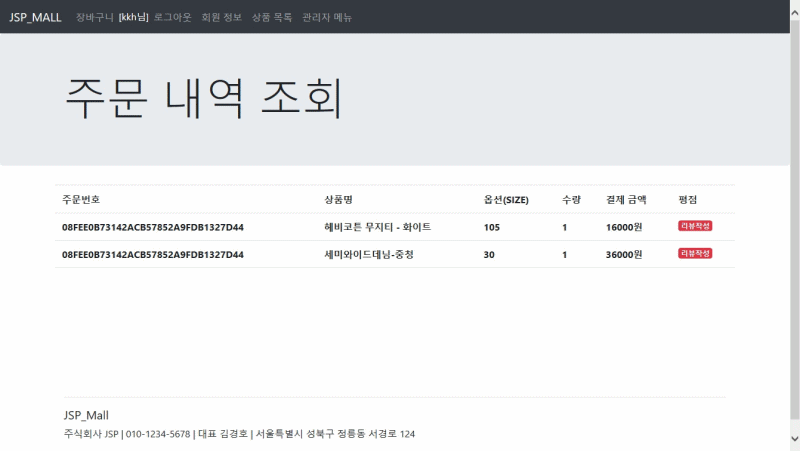 JSP_MALL 장바구니 [kkh님] 로그아웃 회원 정보 상품 목록 관리자 메뉴
주문 내역 조회
주문번호 상품명 옵션(SIZE) 수량 결제 금액 평점
08FEE0B73142ACB57852A9FDB1327D44 헤비코튼 무지티 - 화이트 105 1 16000원 리뷰작성
08FEE0B73142ACB57852A9FDB1327D44 세미와이드데님-중청 30 1 36000원 리뷰작성
JSP_Mall
주식회사 JSP | 010-1234-5678 | 대표 김경호 | 서울특별시 성북구 정릉동 서경로 124